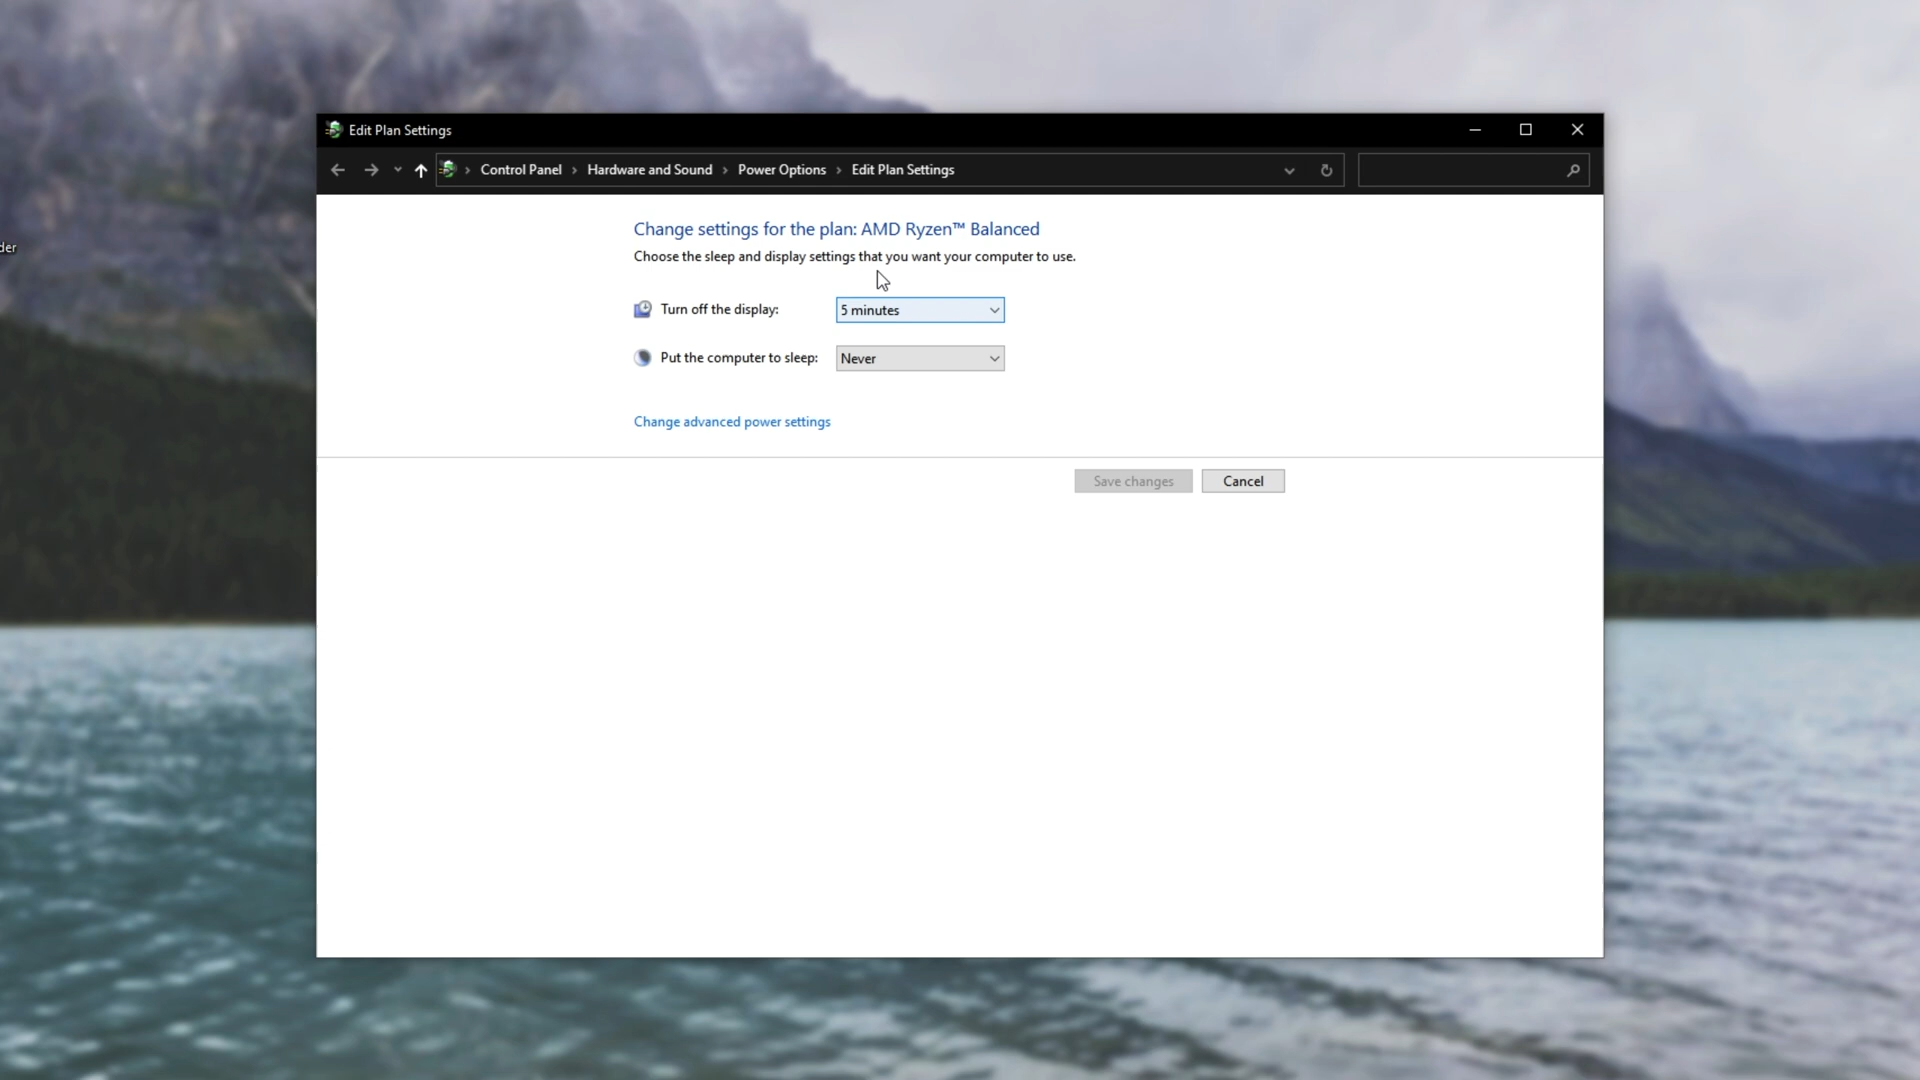 Edit Plan Settings
Control Panel > Hardware and Sound > Power Options > Edit Plan Settings
der
Change settings for the plan: AMD Ryzen™ Balanced
Choose the sleep and display settings that you want your computer to use.
Turn off the display: 5 minutes
Put the computer to sleep: Never
Change advanced power settings
Save changes Cancel